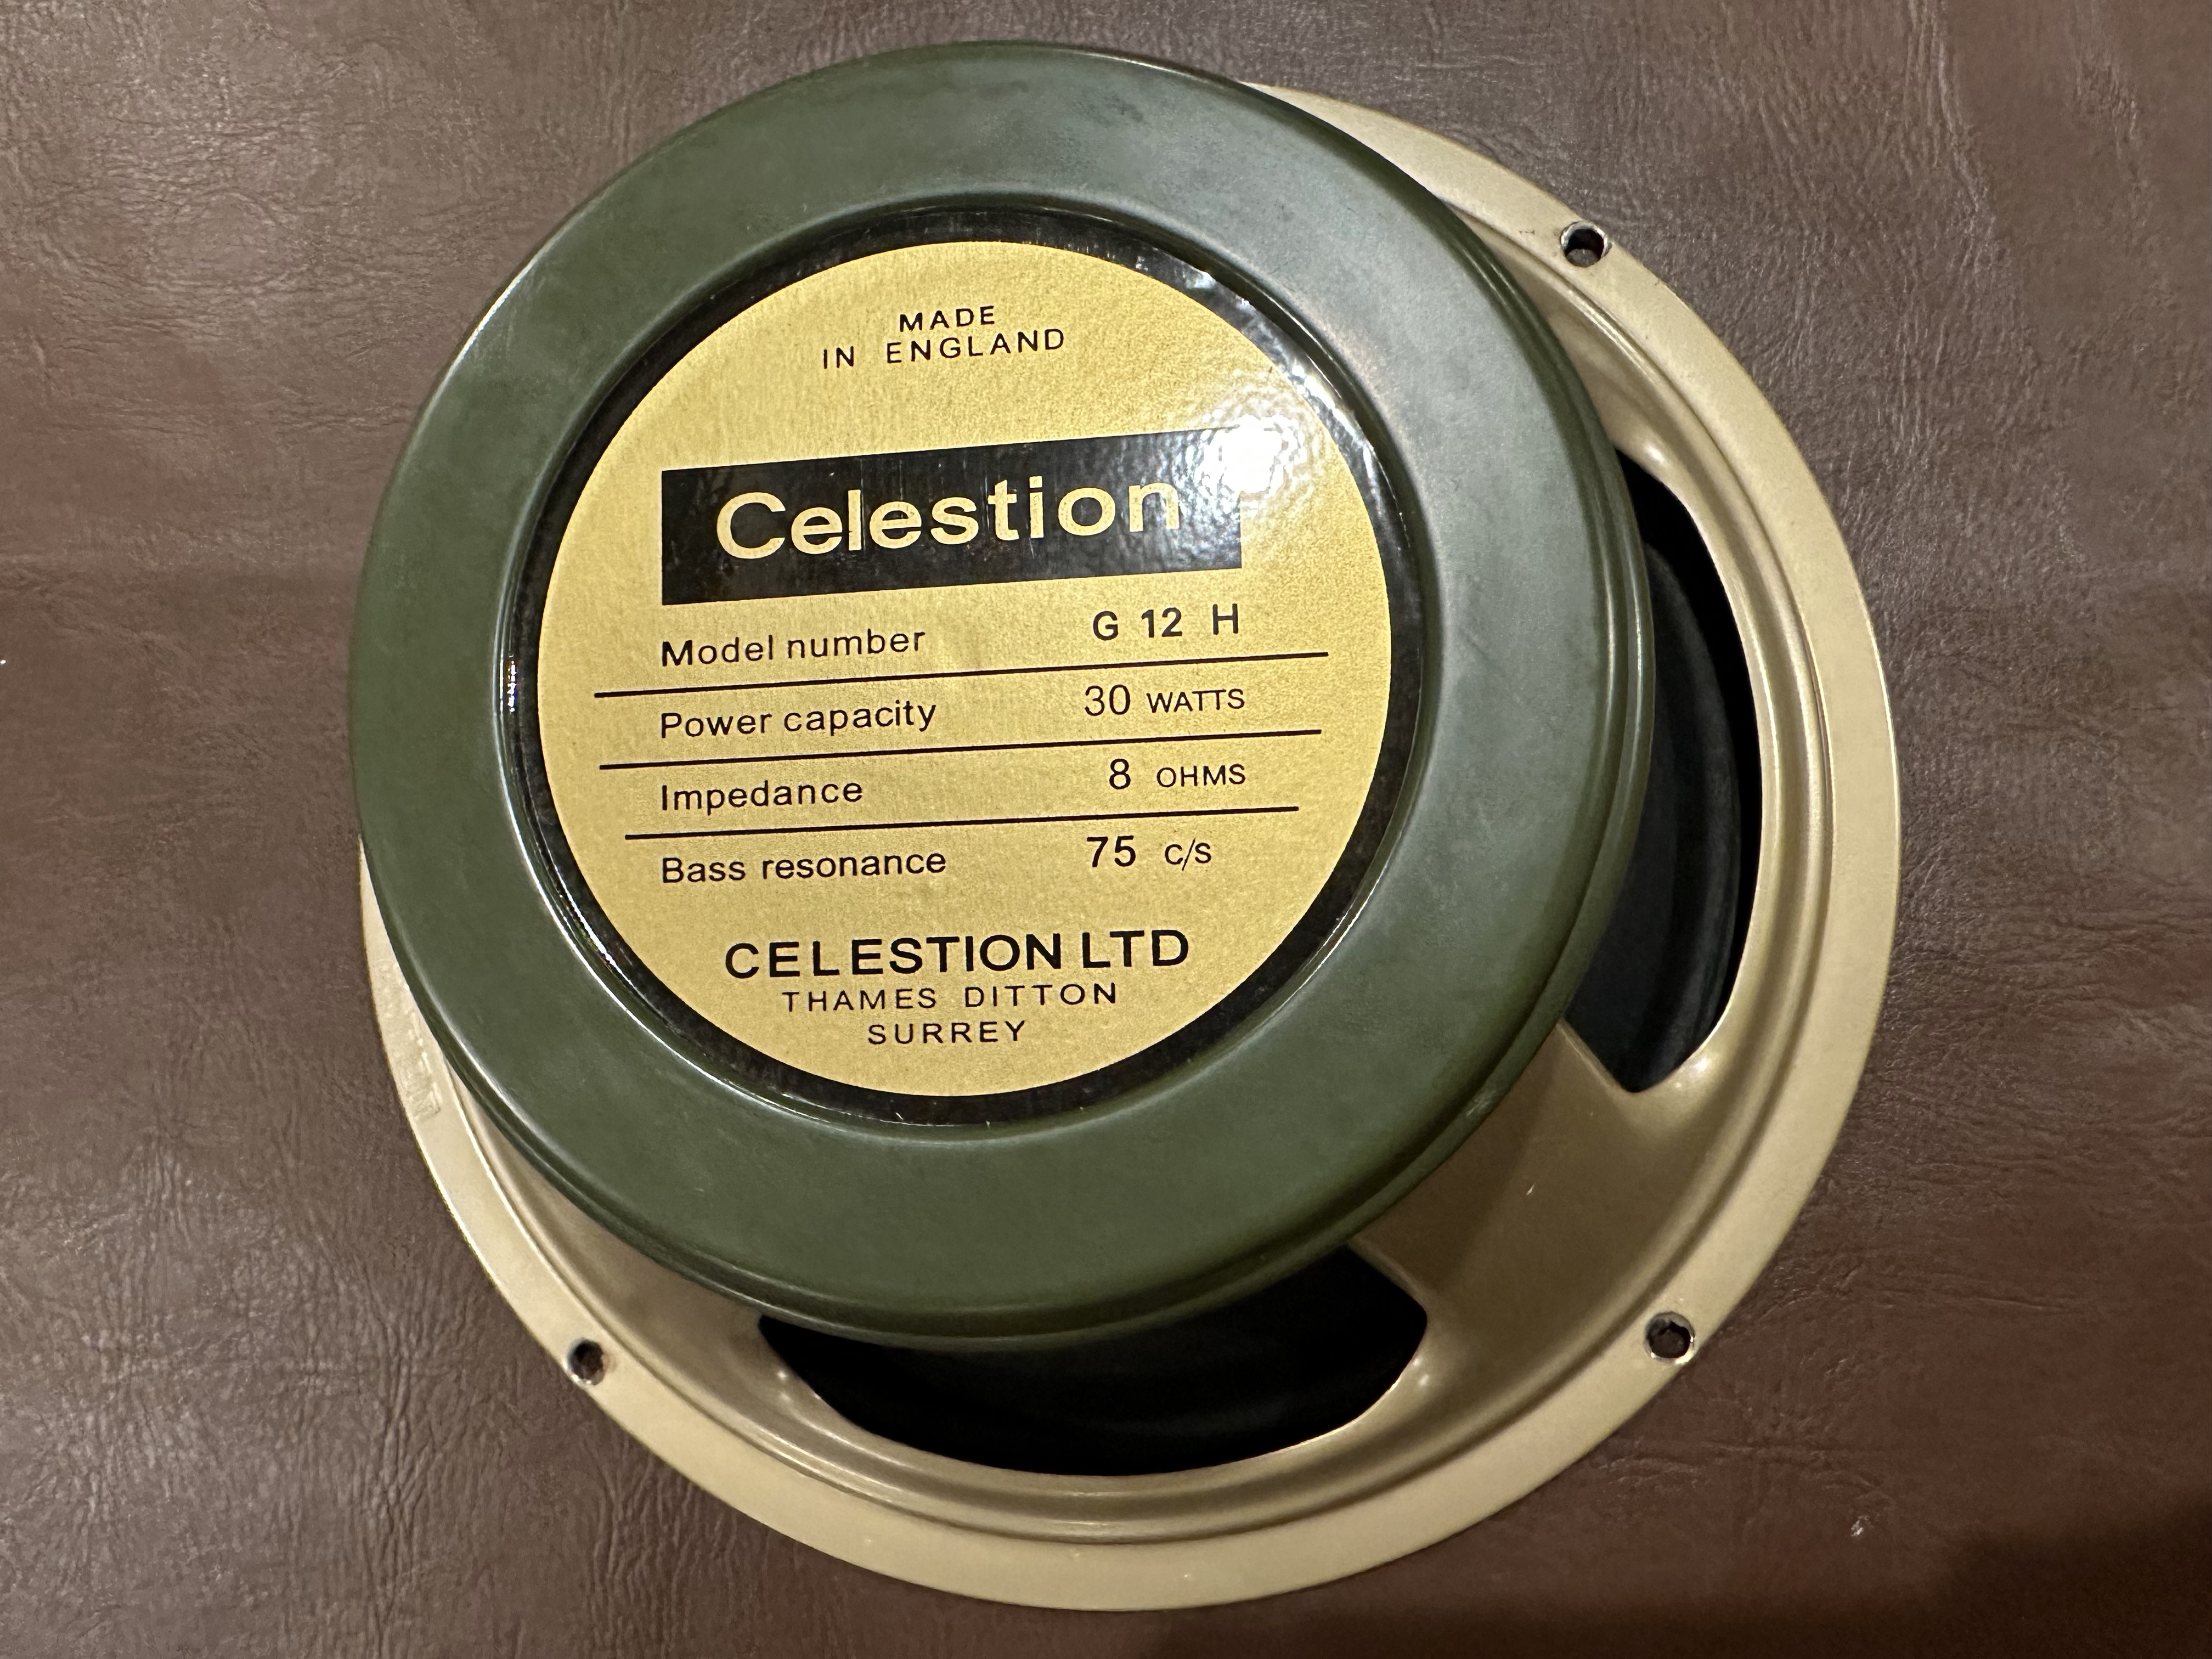 MADE
IN ENGLAND
Celestion
Model number G 12 H
Power capacity 30 WATTS
Impedance 8 OHMS
Bass resonance 75 C/S
CELESTION LTD
THAMES DITTON
SURREY